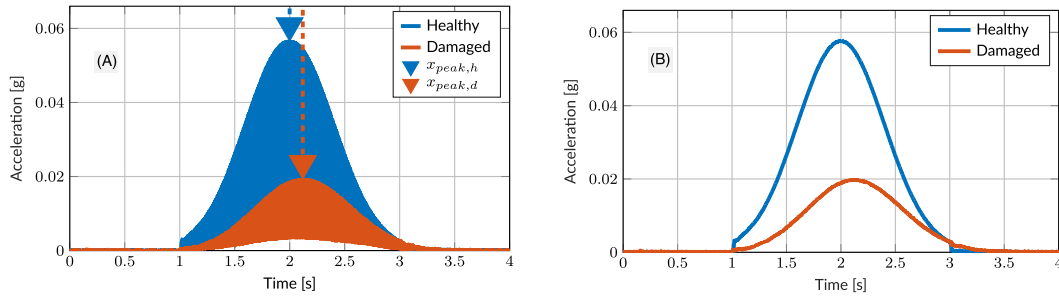 (A)
Healthy
Damaged
x_{peak,h}
x_{peak,d}
Acceleration [g]
0.06
0.04
0.02
0
0 0.5 1 1.5 2 2.5 3 3.5 4
Time [s]
(B)
Healthy
Damaged
Acceleration [g]
0.06
0.04
0.02
0
0 0.5 1 1.5 2 2.5 3 3.5 4
Time [s]